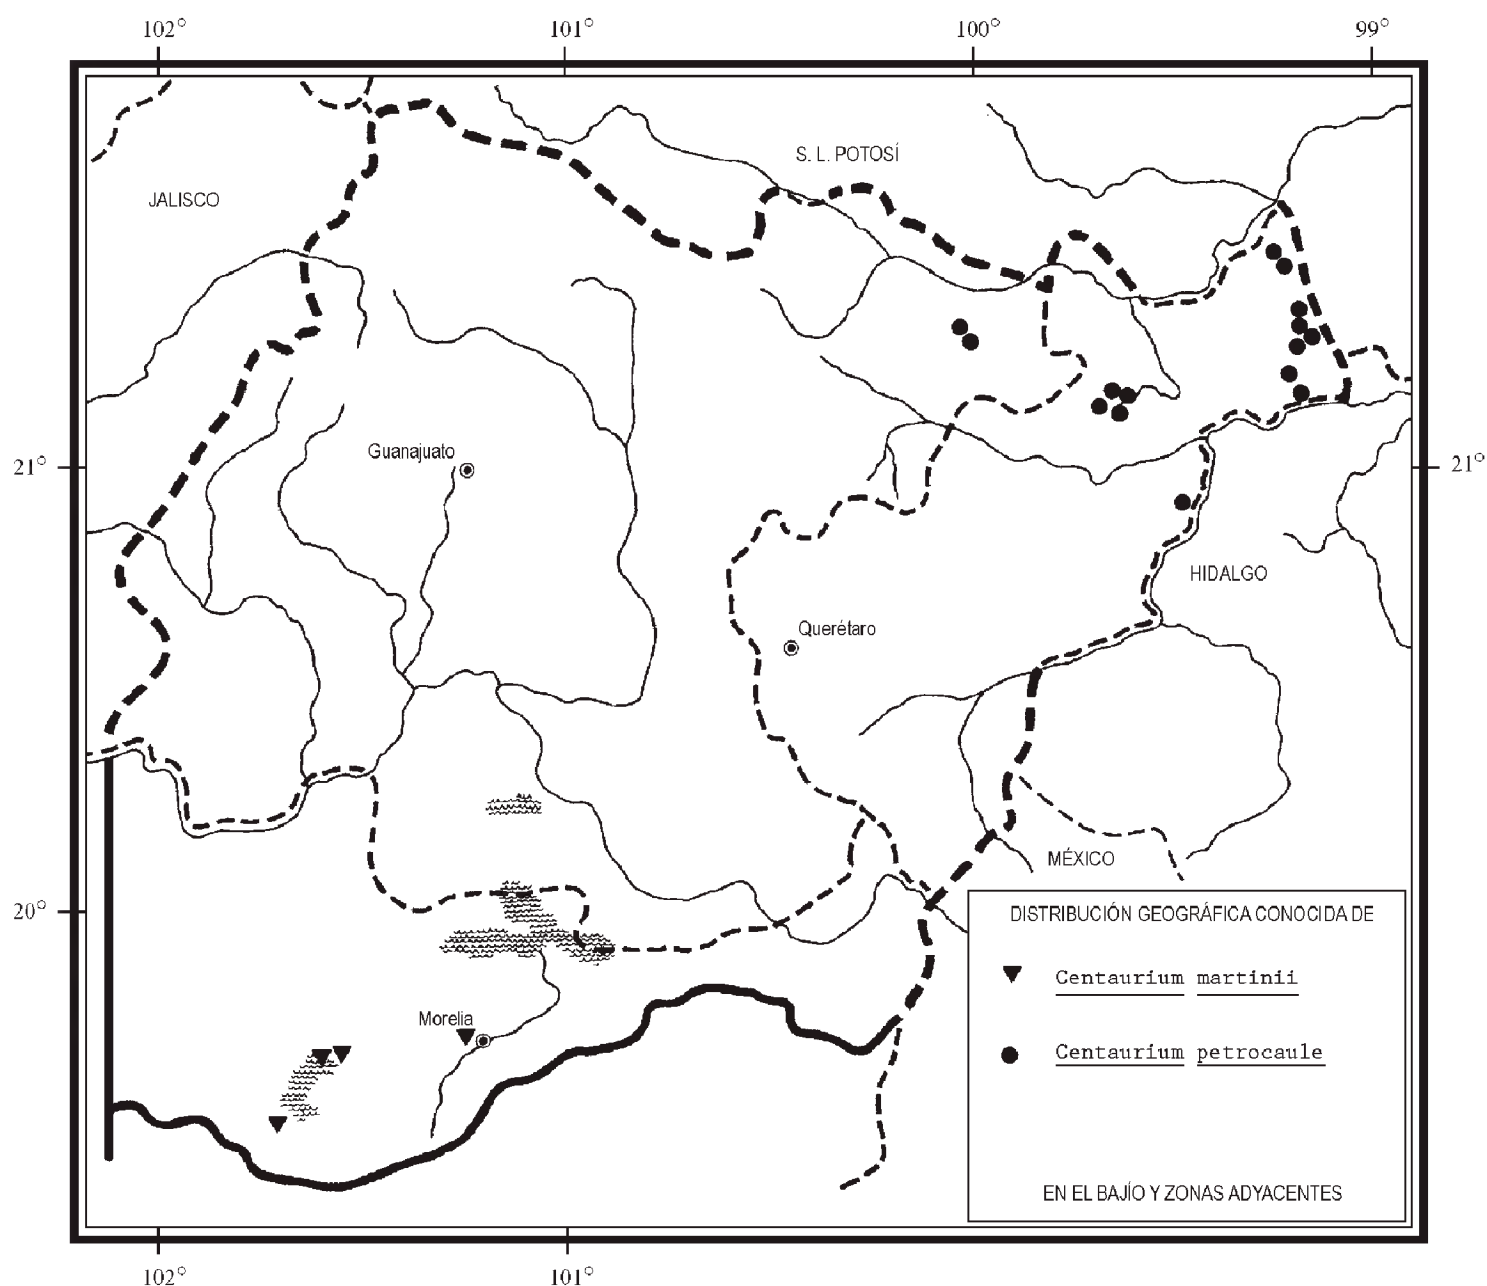 102° 101° 100° 99°
S. L. POTOSÍ
JALISCO
Guanajuato
21° 21°
HIDALGO
Querétaro
MÉXICO
20°
DISTRIBUCIÓN GEOGRÁFICA CONOCIDA DE
Centaurium martinii
Morelia
Centaurium petrocaule
EN EL BAJÍO Y ZONAS ADYACENTES
102° 101°